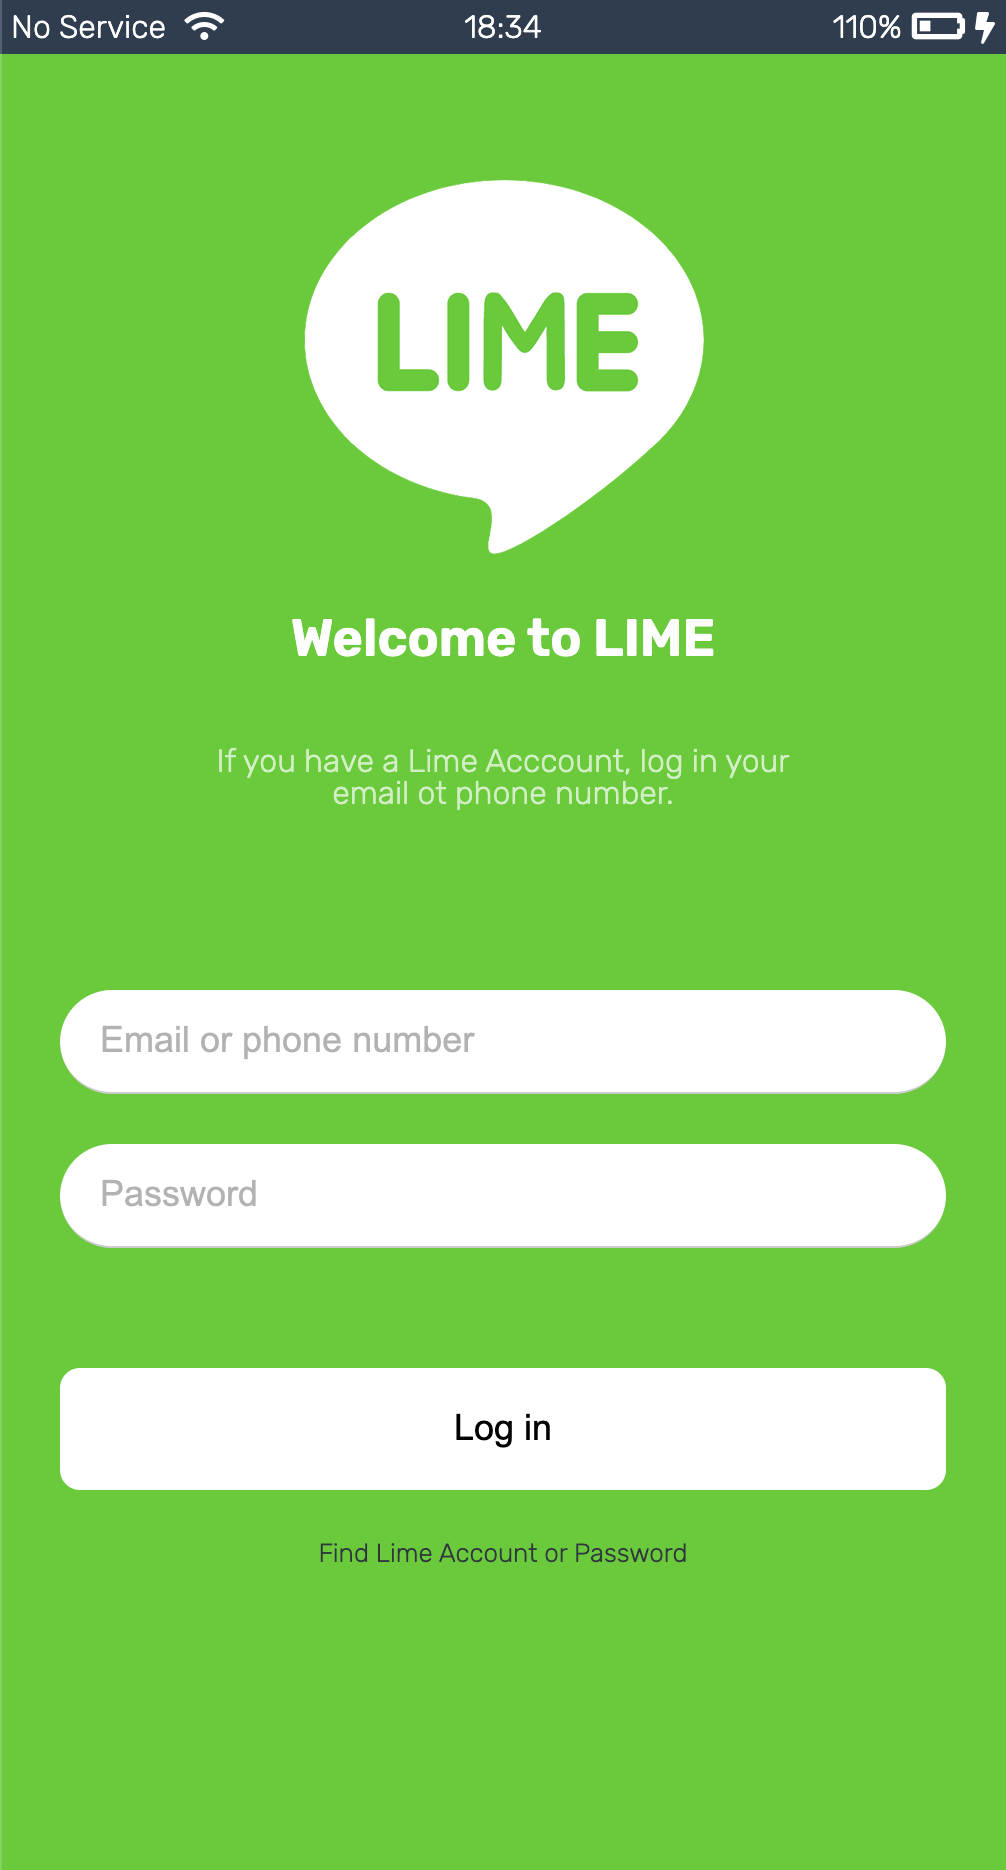 No Service 18:34 110%
LIME
Welcome to LIME
If you have a Lime Acccount, log in your
email ot phone number.
Email or phone number
Password
Log in
Find Lime Account or Password